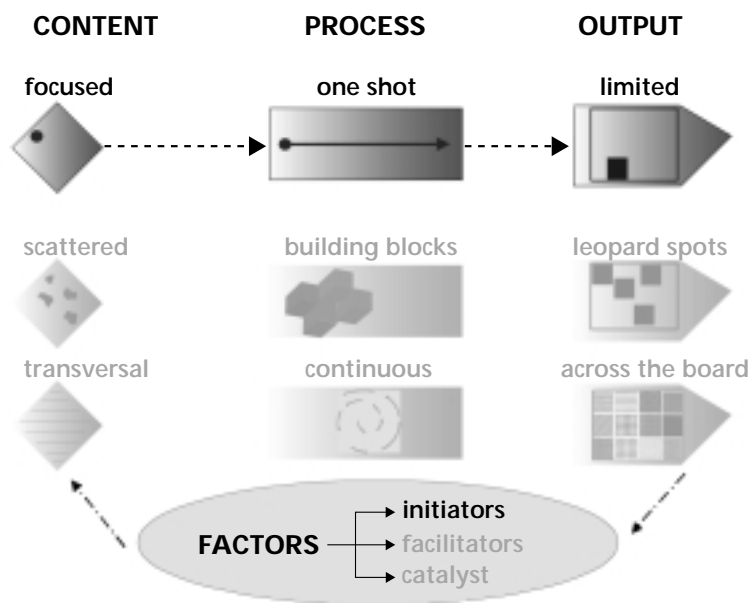 CONTENT PROCESS OUTPUT
focused one shot limited
scattered building blocks leopard spots
transversal continuous across the board
initiators
FACTORS facilitators
catalyst